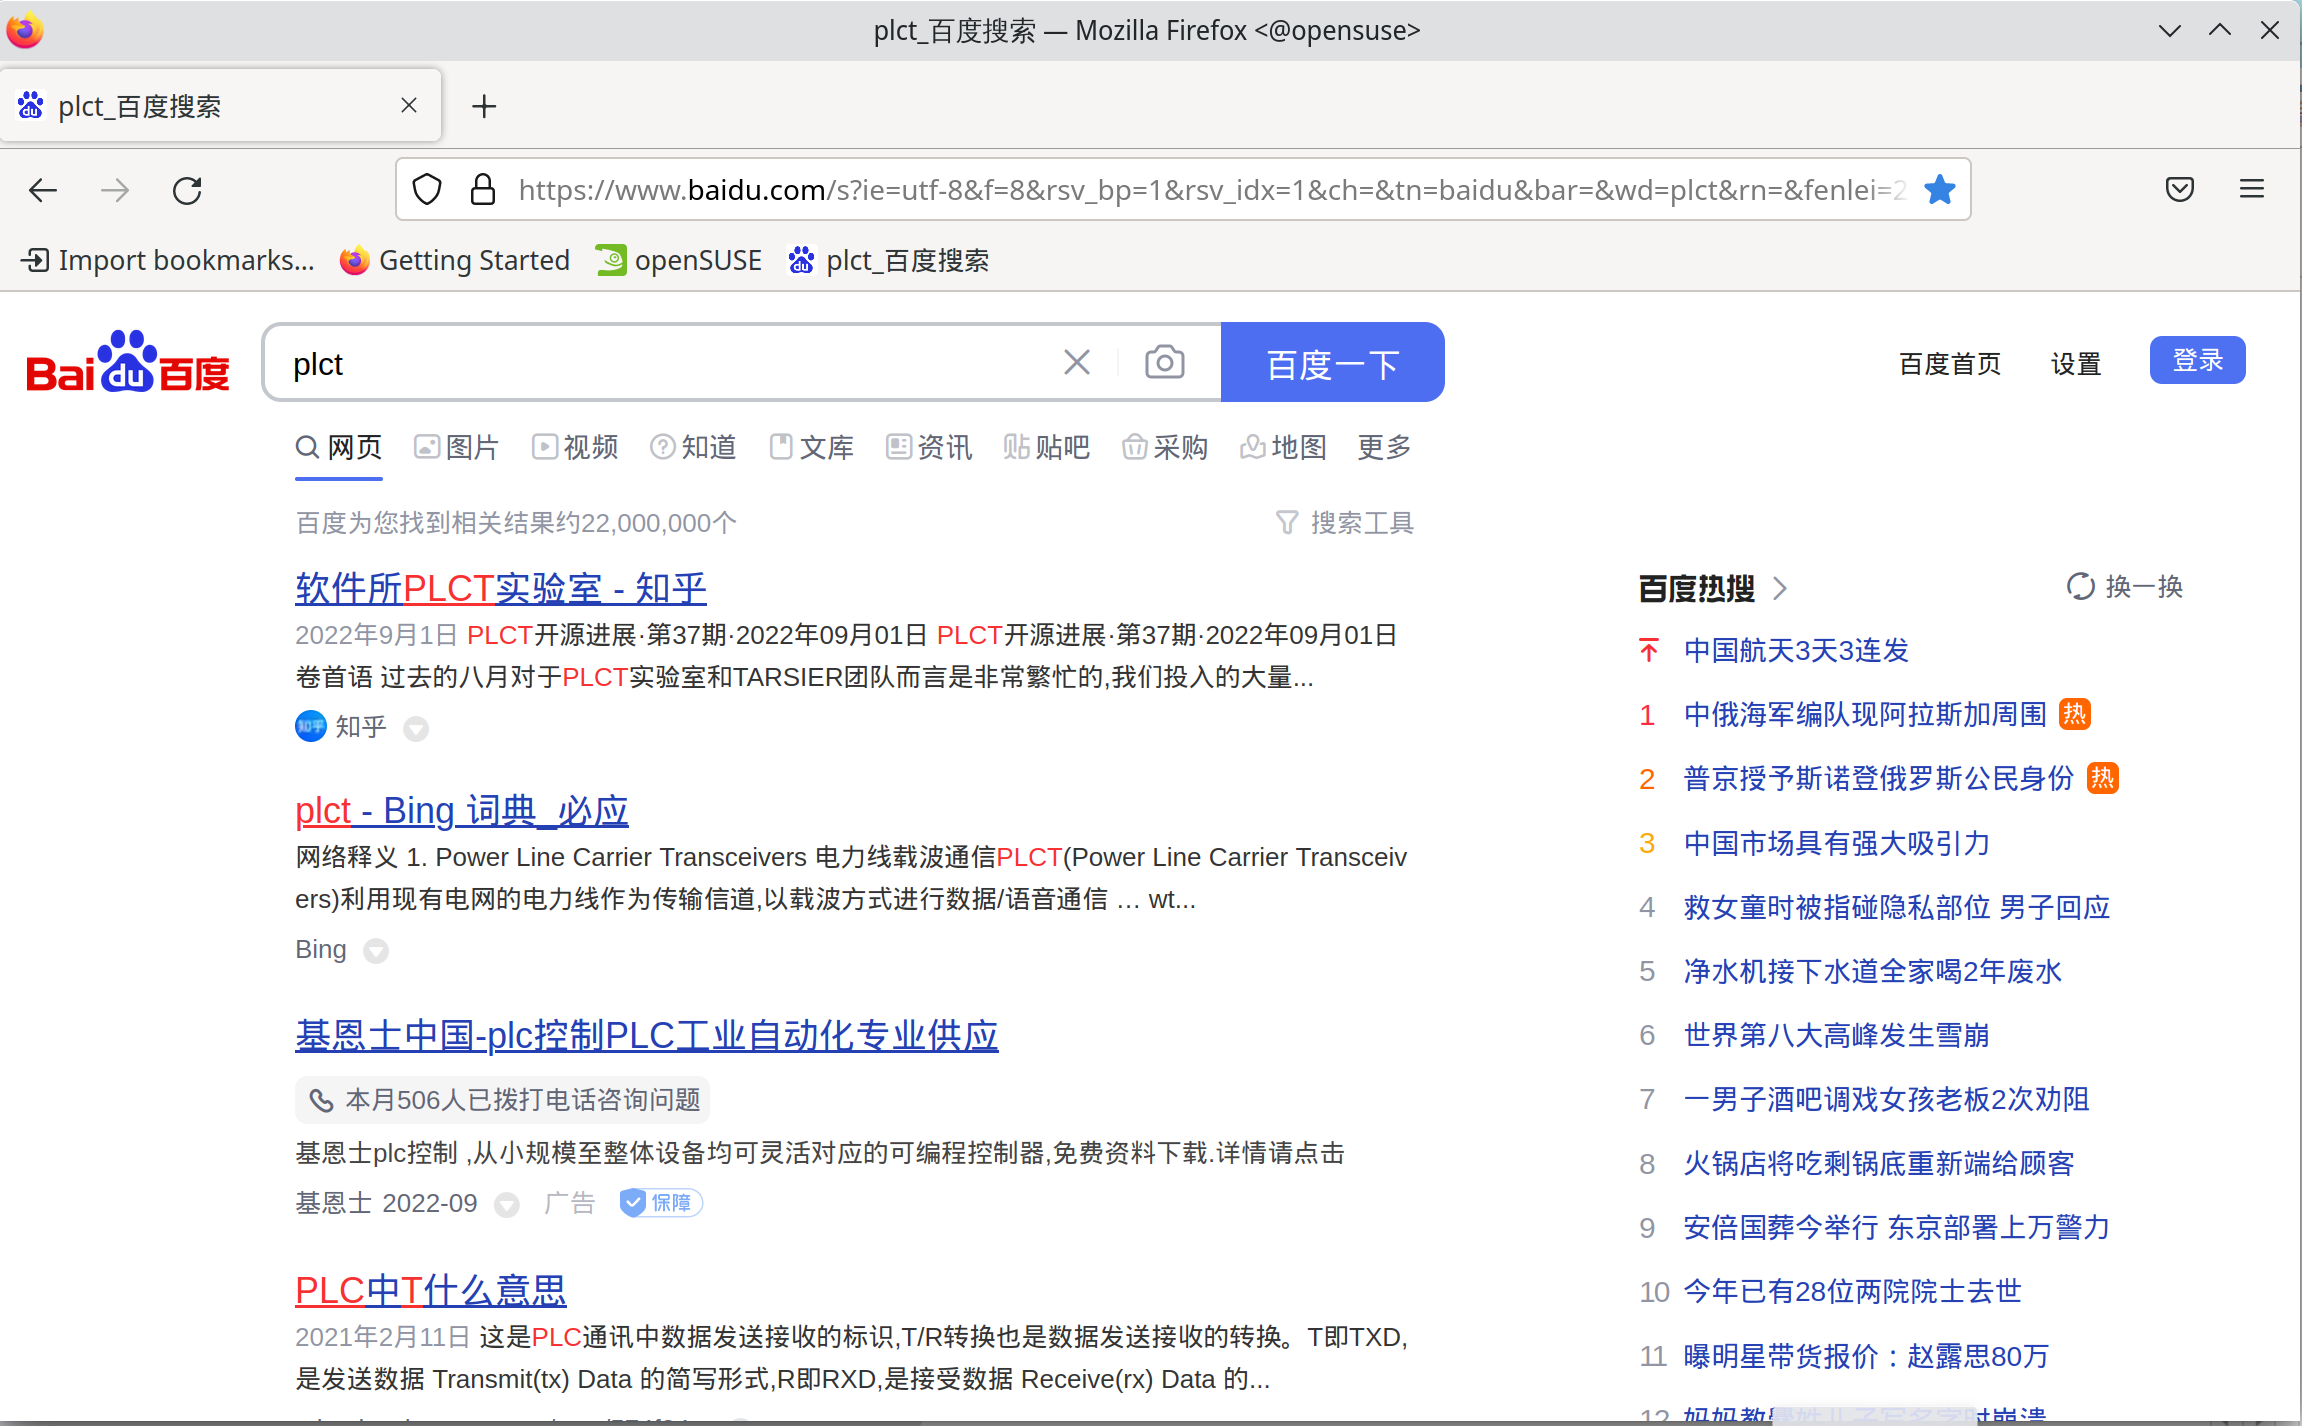 plct_百度搜索 — Mozilla Firefox <@opensuse>
plct_百度搜索
https://www.baidu.com/s?ie=utf-8&f=8&rsv_bp=1&rsv_idx=1&ch=&tn=baidu&bar=&wd=plct&rn=&fenlei=2
Import bookmarks... Getting Started openSUSE plct_百度搜索
Bai du 百度 plct 百度一下 百度首页 设置 登录
网页 图片 视频 知道 文库 资讯 贴吧 采购 地图 更多
百度为您找到相关结果约22,000,000个 搜索工具
软件所PLCT实验室 - 知乎
2022年9月1日 PLCT开源进展·第37期·2022年09月01日 PLCT开源进展·第37期·2022年09月01日
卷首语 过去的八月对于PLCT实验室和TARSIER团队而言是非常繁忙的,我们投入的大量...
知乎 知乎
plct - Bing 词典_必应
网络释义 1. Power Line Carrier Transceivers 电力线载波通信PLCT(Power Line Carrier Transceiv
ers)利用现有电网的电力线作为传输信道,以载波方式进行数据/语音通信 … wt...
Bing
基恩士中国-plc控制PLC工业自动化专业供应
本月506人已拨打电话咨询问题
基恩士plc控制 ,从小规模至整体设备均可灵活对应的可编程控制器,免费资料下载.详情请点击
基恩士 2022-09 广告 保障
PLC中T什么意思
2021年2月11日 这是PLC通讯中数据发送接收的标识,T/R转换也是数据发送接收的转换。T即TXD,
是发送数据 Transmit(tx) Data 的简写形式,R即RXD,是接受数据 Receive(rx) Data 的...
百度热搜 换一换
中国航天3天3连发
1 中俄海军编队现阿拉斯加周围 热
2 普京授予斯诺登俄罗斯公民身份 热
3 中国市场具有强大吸引力
4 救女童时被指碰隐私部位 男子回应
5 净水机接下水道全家喝2年废水
6 世界第八大高峰发生雪崩
7 一男子酒吧调戏女孩老板2次劝阻
8 火锅店将吃剩锅底重新端给顾客
9 安倍国葬今举行 东京部署上万警力
10 今年已有28位两院院士去世
11 曝明星带货报价：赵露思80万
12 妈妈教